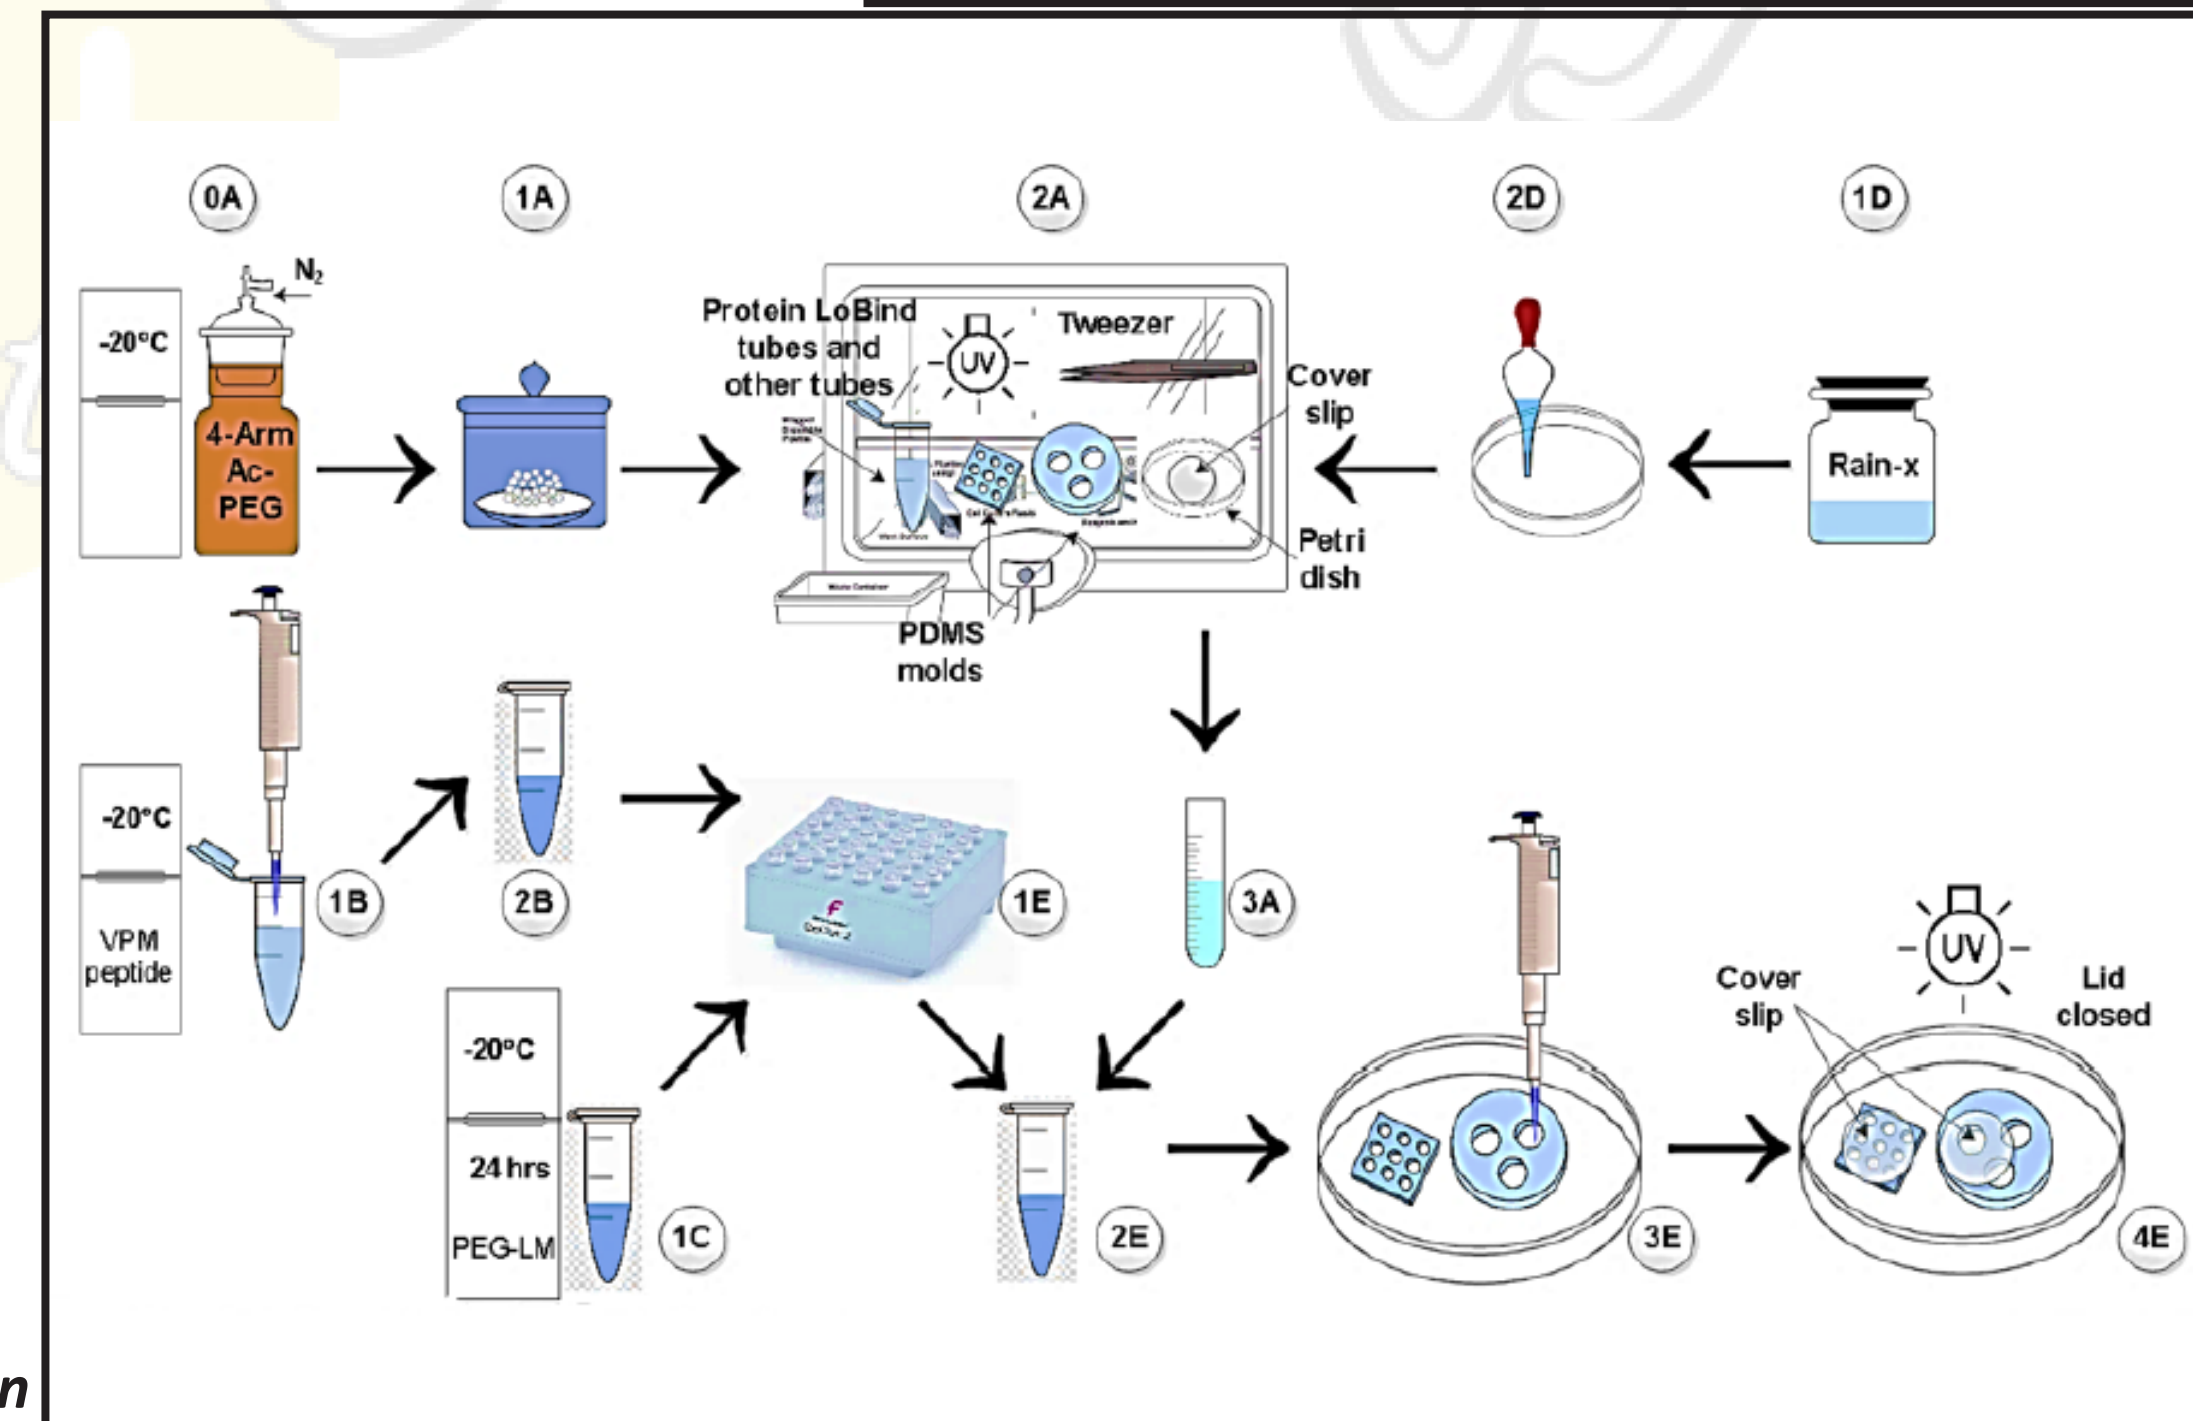 0A
1A
2A
2D
1D
N₂
-20°C
4-Arm
Ac-
PEG
Protein LoBind
tubes and
other tubes
UV
Tweezer
Cover
slip
Petri
dish
Waste Container
PDMS
molds
Rain-x
-20°C
VPM
peptide
1B
2B
1E
3A
-20°C
24 hrs
PEG-LM
1C
2E
3E
Cover
slip
UV
Lid
closed
4E
n